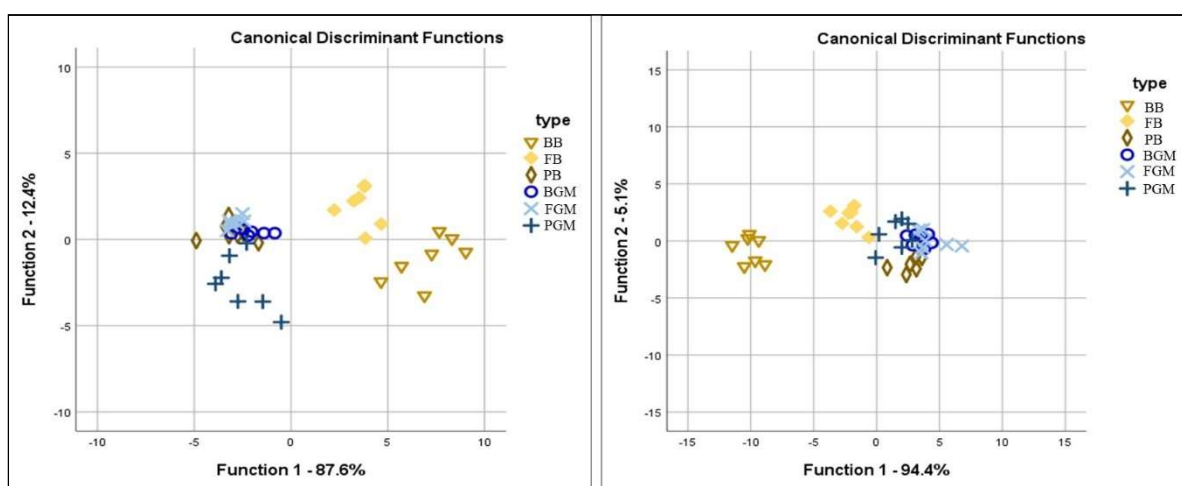 Canonical Discriminant Functions
10
5
0
-5
-10
-10
-5
0
5
10
Function 2 - 12.4%
Function 1 - 87.6%
type
BB
FB
PB
BGM
FGM
PGM
Canonical Discriminant Functions
15
10
5
0
-5
-10
-15
-15
-10
-5
0
5
10
15
Function 2 - 5.1%
Function 1 - 94.4%
type
BB
FB
PB
BGM
FGM
PGM